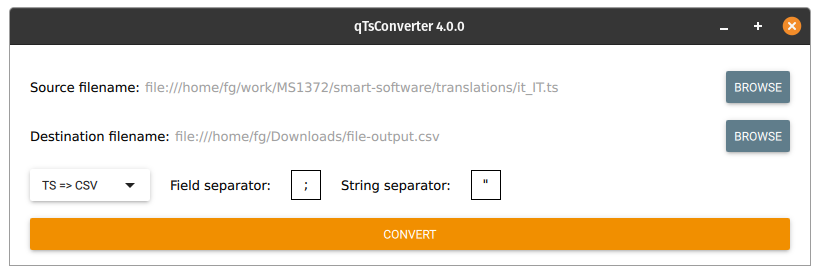 qTsConverter 4.0.0
Source filename: file:///home/fg/work/MS1372/smart-software/translations/it_IT.ts BROWSE
Destination filename: file:///home/fg/Downloads/file-output.csv BROWSE
TS => CSV Field separator: ; String separator: "
CONVERT